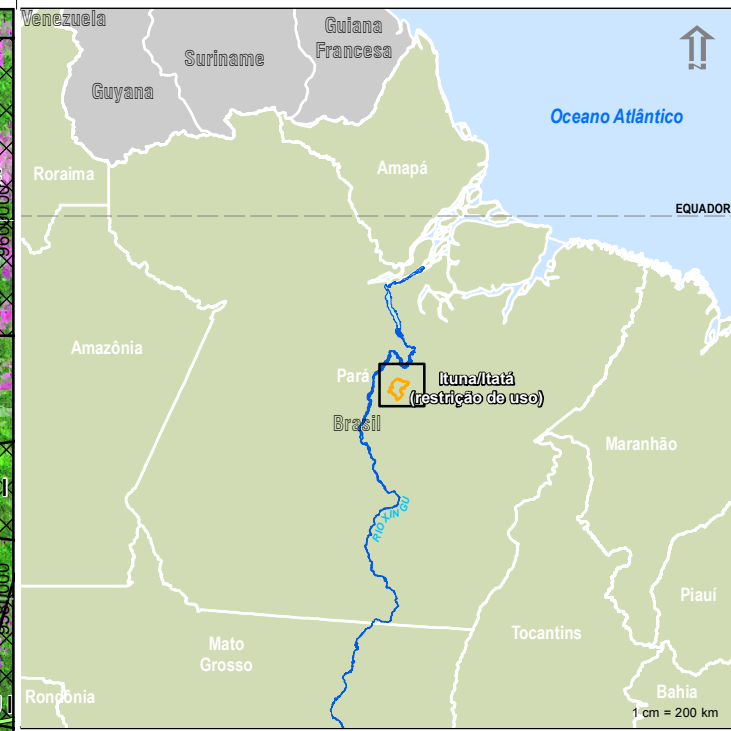 Venezuela
Guiana
Francesa
Suriname
Guyana
N
Oceano Atlântico
Roraima
Amapá
EQUADOR
Amazônia
Pará
Ituna/Itatá
(restrição de uso)
Brasil
Maranhão
RIO XINGU
Piauí
Tocantins
Mato
Grosso
Rondônia
Bahia
1 cm = 200 km